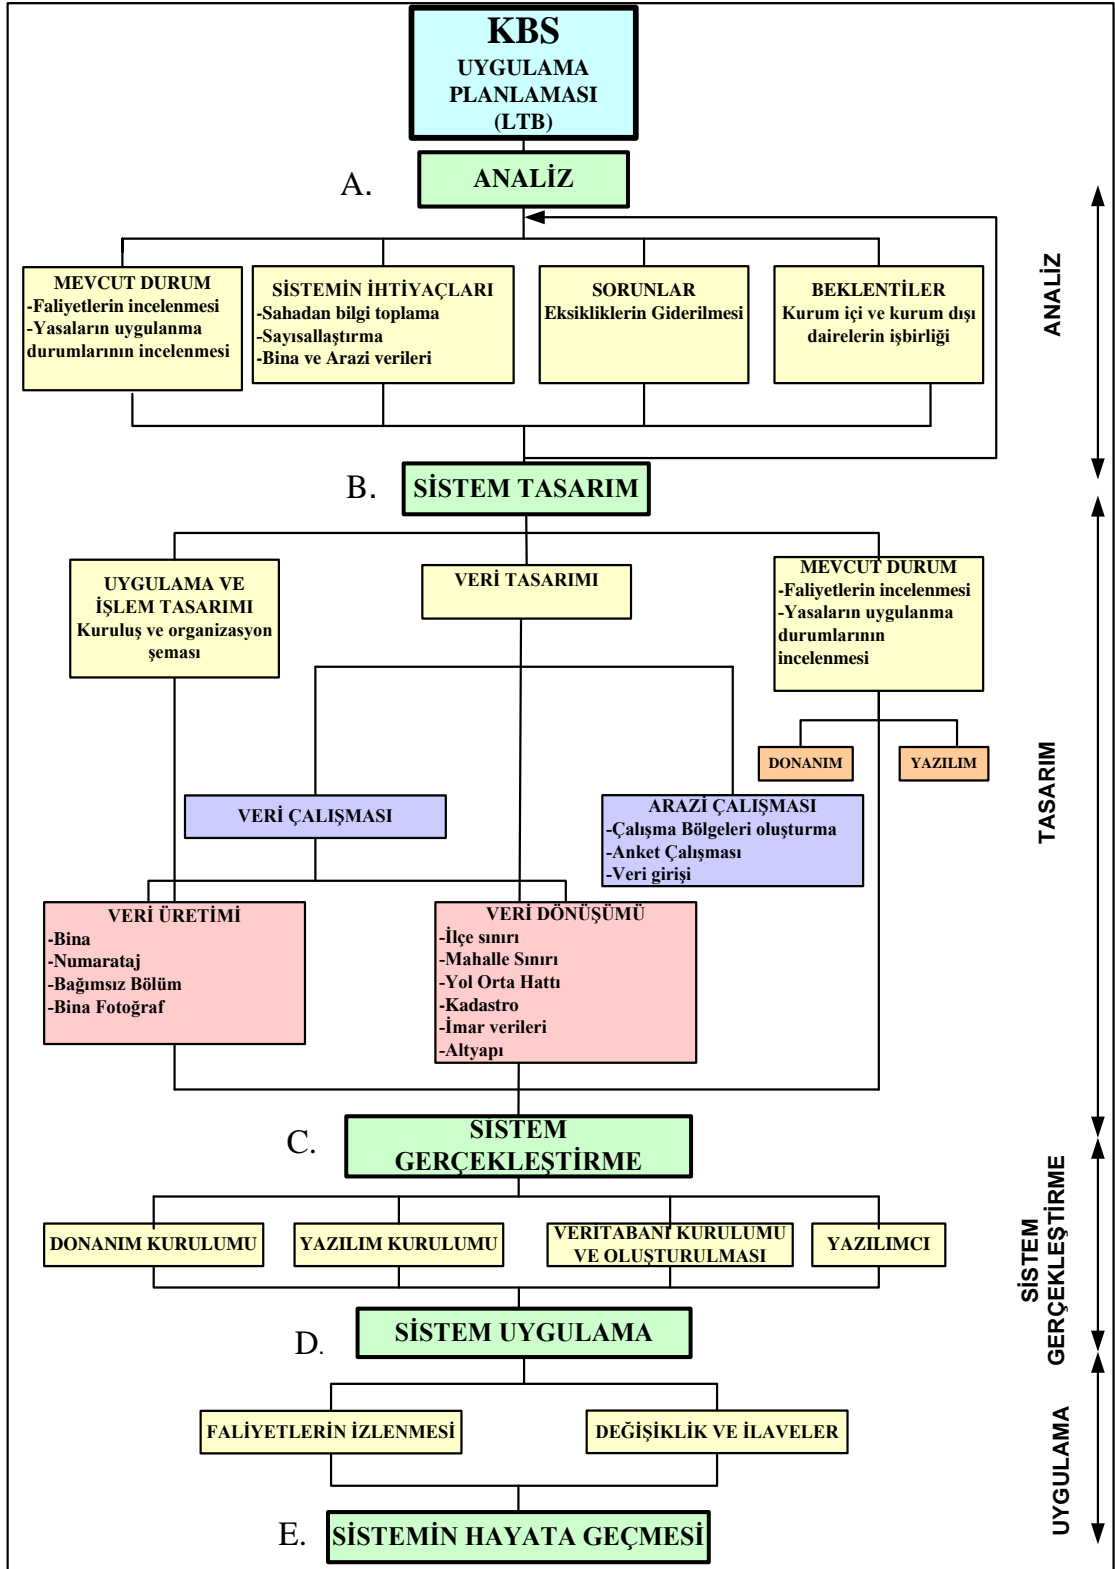 KBS
UYGULAMA
PLANLAMASI
(LTB)
A.
ANALİZ
MEVCUT DURUM
-Faliyetlerin incelenmesi
-Yasaların uygulanma
durumlarının incelenmesi
SİSTEMİN İHTİYAÇLARI
-Sahadan bilgi toplama
-Sayısallaştırma
-Bina ve Arazi verileri
SORUNLAR
Eksikliklerin Giderilmesi
BEKLENTİLER
Kurum içi ve kurum dışı
dairelerin işbirliği
ANALİZ
B.
SİSTEM TASARIM
UYGULAMA VE
İŞLEM TASARIMI
Kuruluş ve organizasyon
şeması
VERİ TASARIMI
MEVCUT DURUM
-Faliyetlerin incelenmesi
-Yasaların uygulanma
durumlarının
incelenmesi
DONANIM
YAZILIM
VERİ ÇALIŞMASI
ARAZİ ÇALIŞMASI
-Çalışma Bölgeleri oluşturma
-Anket Çalışması
-Veri girişi
VERİ ÜRETİMİ
-Bina
-Numarataj
-Bağımsız Bölüm
-Bina Fotoğraf
VERİ DÖNÜŞÜMÜ
-İlçe sınırı
-Mahalle Sınırı
-Yol Orta Hattı
-Kadastro
-İmar verileri
-Altyapı
TASARIM
C.
SİSTEM
GERÇEKLEŞTİRME
DONANIM KURULUMU
YAZILIM KURULUMU
VERİTABANI KURULUMU
VE OLUŞTURULMASI
YAZILIMCI
SİSTEM
GERÇEKLEŞTİRME
D.
SİSTEM UYGULAMA
FALİYETLERİN İZLENMESİ
DEĞİŞİKLİK VE İLAVELER
UYGULAMA
E.
SİSTEMİN HAYATA GEÇMESİ